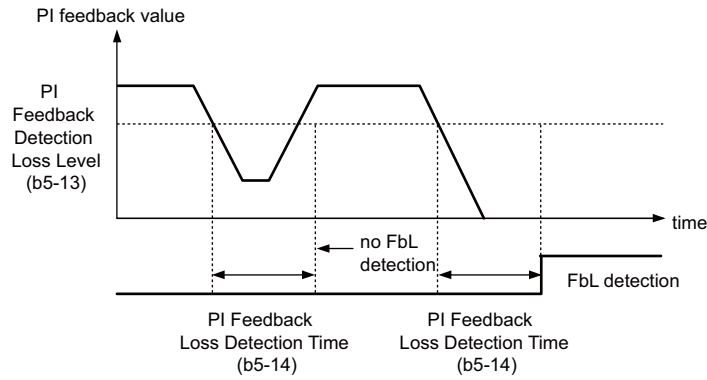 PI feedback value
PI
Feedback
Detection
Loss Level
(b5-13)
time
no FbL
detection
FbL detection
PI Feedback
Loss Detection Time
(b5-14)
PI Feedback
Loss Detection Time
(b5-14)